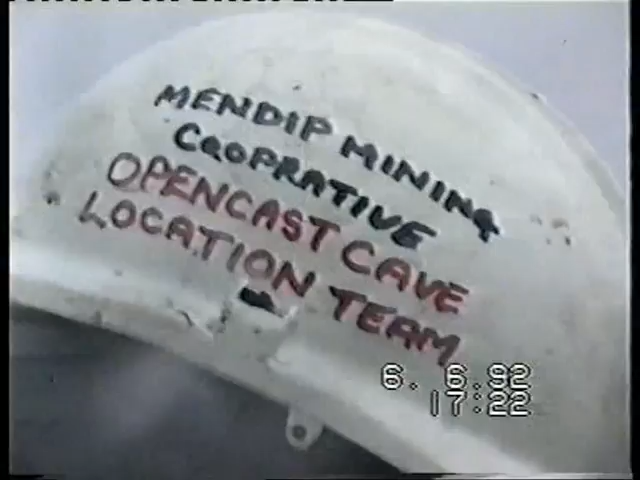 MENDIP MINING
COOPRATIVE
OPENCAST CAVE
LOCATION TEAM
6. 6.92
17:22